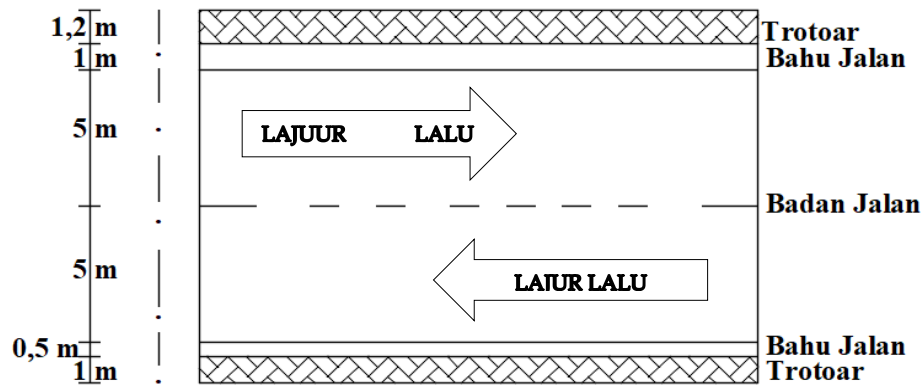 1,2 m
Trotoar
1 m
Bahu Jalan
5 m
LAJUUR LALU
Badan Jalan
5 m
LAJUR LALU
0,5 m
Bahu Jalan
1 m
Trotoar